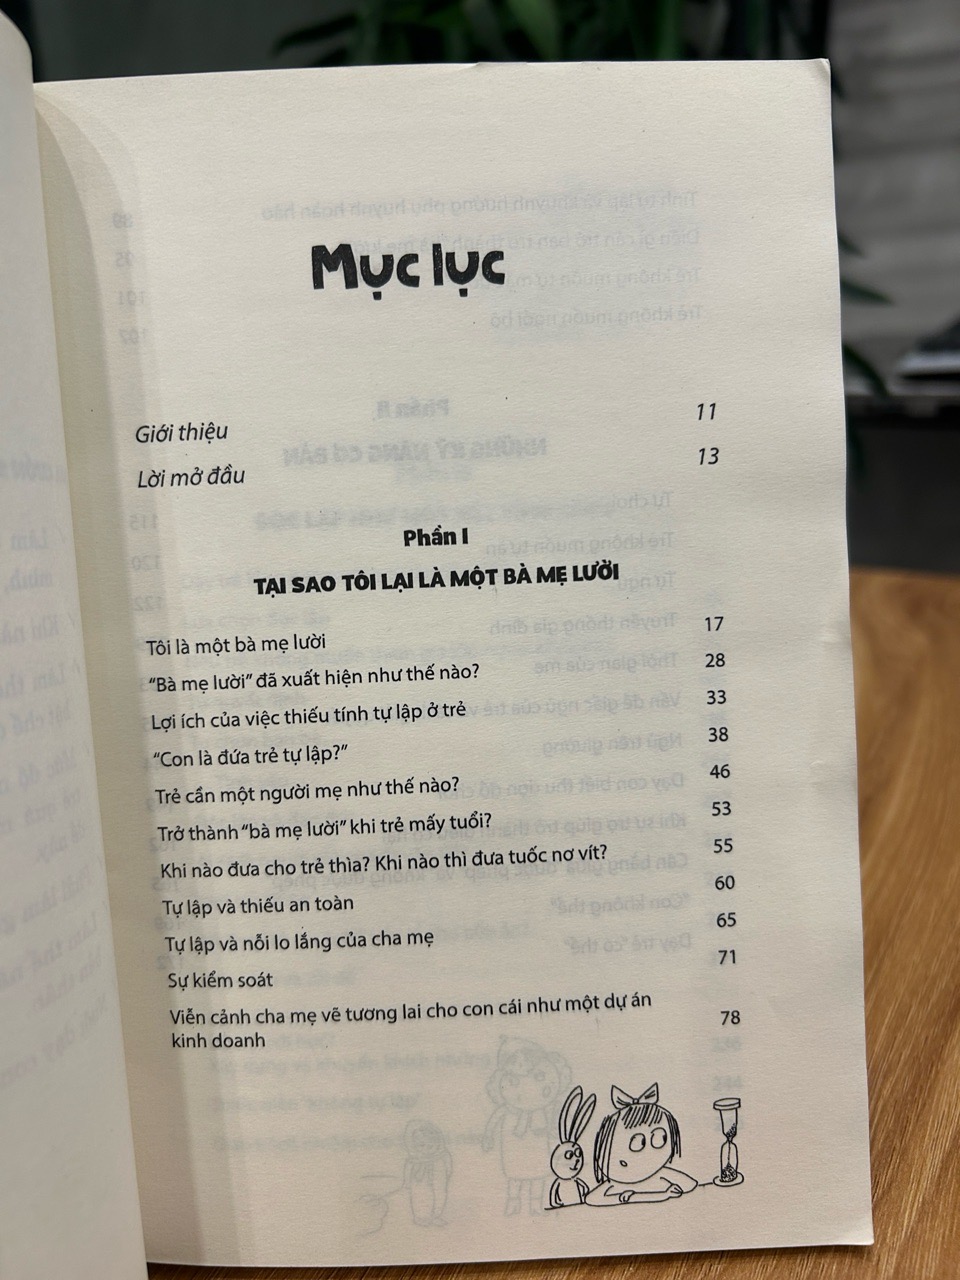 Mục lục
Giới thiệu 11
Lời mở đầu 13
Phần I
TẠI SAO TÔI LẠI LÀ MỘT BÀ MẸ LƯỜI
Tôi là một bà mẹ lười 17
“Bà mẹ lười” đã xuất hiện như thế nào? 28
Lợi ích của việc thiếu tính tự lập ở trẻ 33
“Con là đứa trẻ tự lập?” 38
Trẻ cần một người mẹ như thế nào? 46
Trở thành “bà mẹ lười” khi trẻ mấy tuổi? 53
Khi nào đưa cho trẻ thìa? Khi nào thì đưa tuốc nơ vít? 55
Tự lập và thiếu an toàn 60
Tự lập và nỗi lo lắng của cha mẹ 65
Sự kiểm soát 71
Viễn cảnh cha mẹ vẽ tương lai cho con cái như một dự án
kinh doanh 78